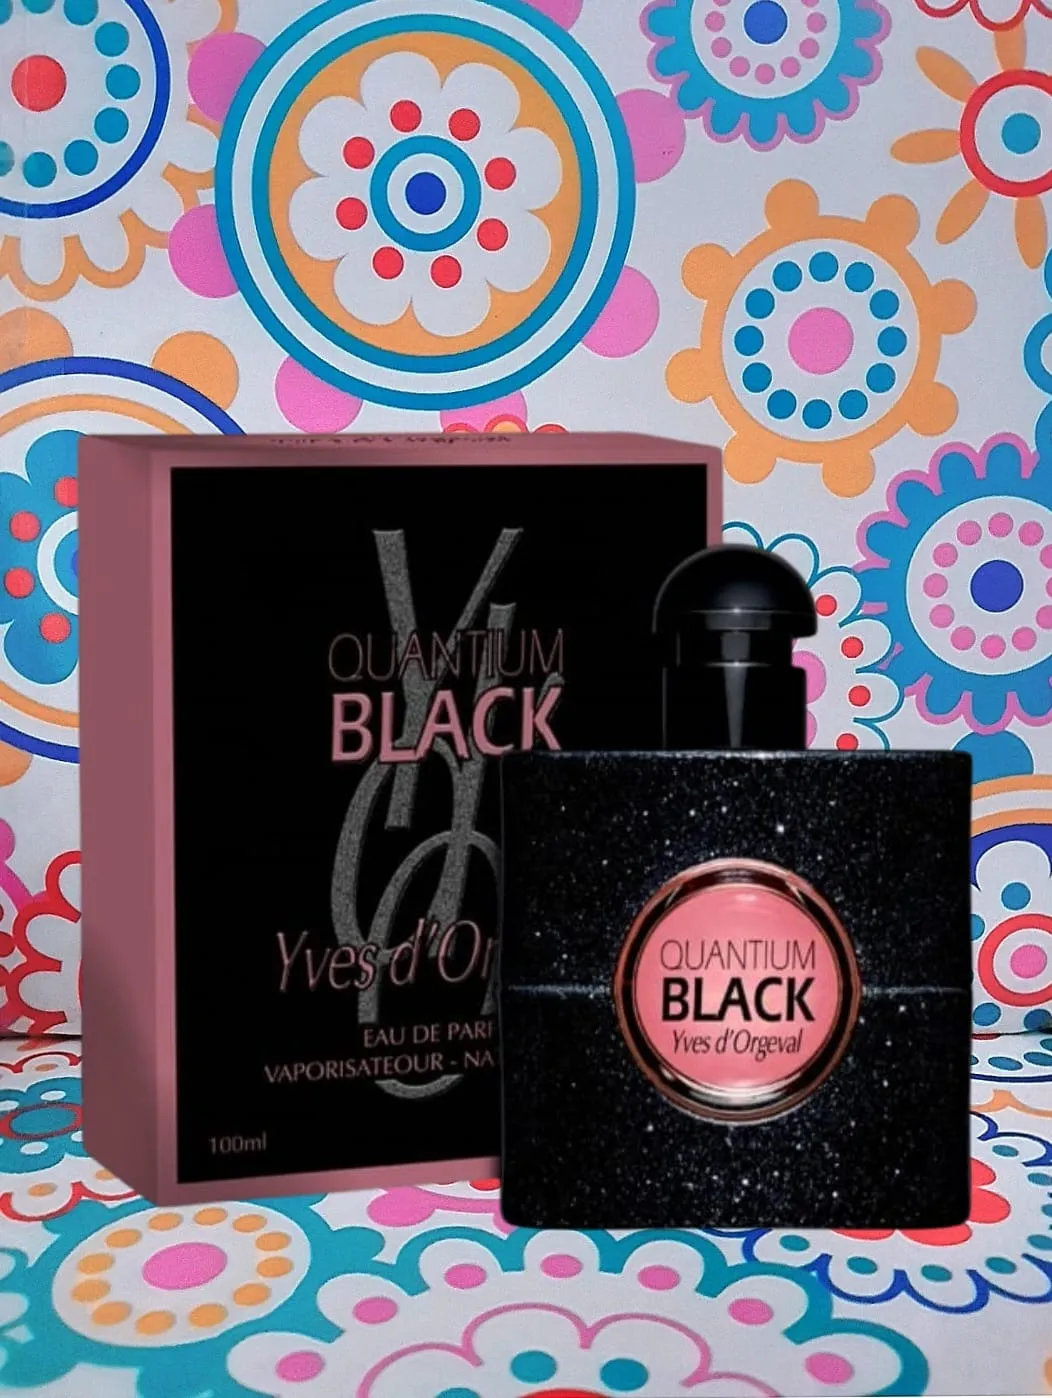 QUANTIUM
BLACK
Yves d'Or
EAU DE PARF
VAPORISATEOUR - NA
100ml
QUANTIUM
BLACK
Yves d'Orgeval